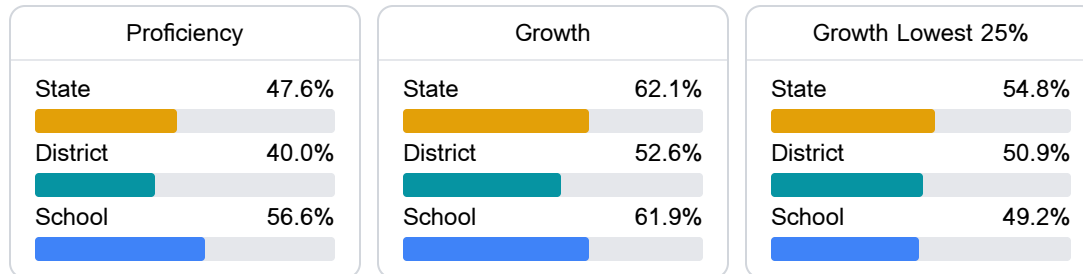 Proficiency
State 47.6%
District 40.0%
School 56.6%
Growth
State 62.1%
District 52.6%
School 61.9%
Growth Lowest 25%
State 54.8%
District 50.9%
School 49.2%